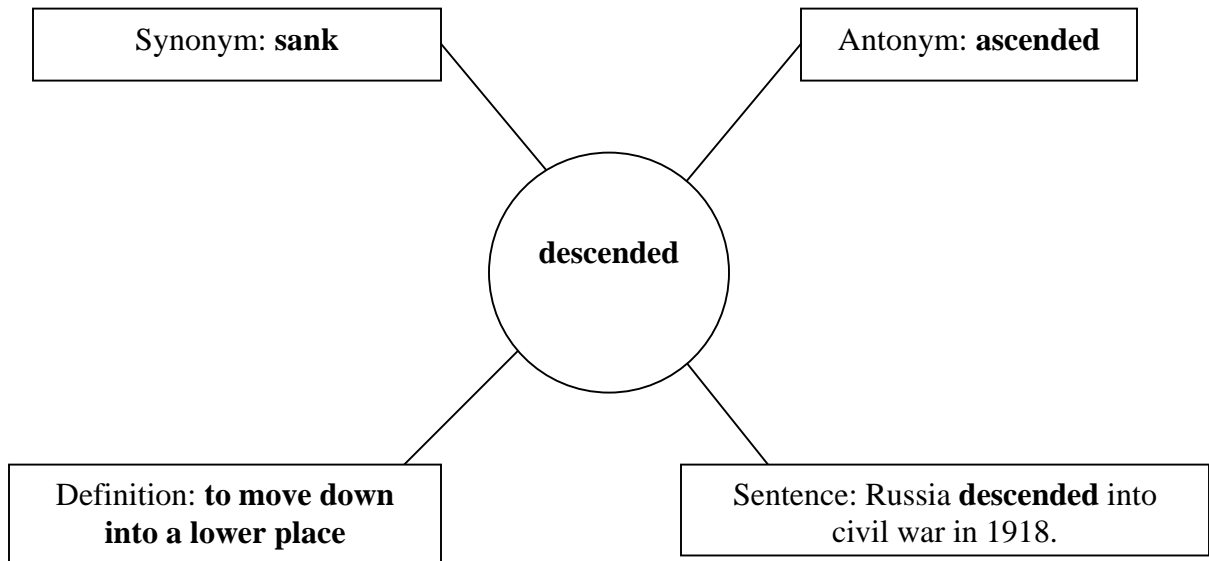 Synonym: sank
Antonym: ascended
descended
Definition: to move down
into a lower place
Sentence: Russia descended into
civil war in 1918.